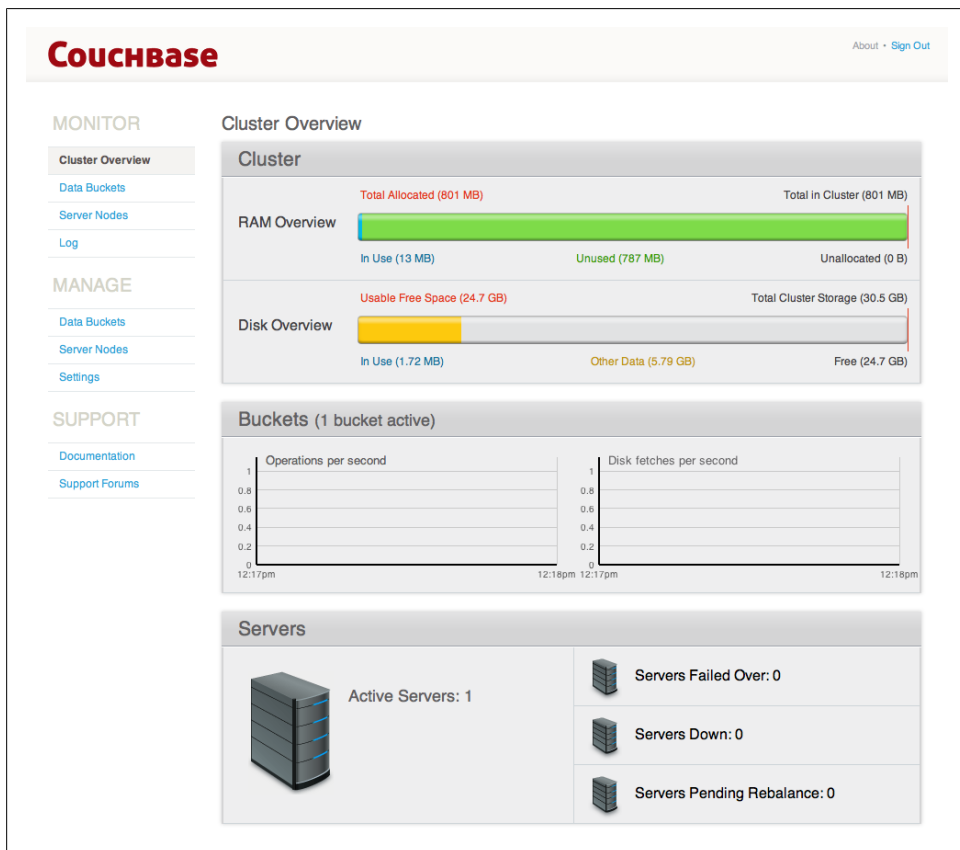 COUCHBASE
About • Sign Out
MONITOR
Cluster Overview
Data Buckets
Server Nodes
Log
MANAGE
Data Buckets
Server Nodes
Settings
SUPPORT
Documentation
Support Forums
Cluster Overview
Cluster
Total Allocated (801 MB) Total in Cluster (801 MB)
RAM Overview
In Use (13 MB) Unused (787 MB) Unallocated (0 B)
Usable Free Space (24.7 GB) Total Cluster Storage (30.5 GB)
Disk Overview
In Use (1.72 MB) Other Data (5.79 GB) Free (24.7 GB)
Buckets (1 bucket active)
Operations per second
1
0.8
0.6
0.4
0.2
0
12:17pm 12:18pm
Disk fetches per second
1
0.8
0.6
0.4
0.2
0
12:17pm 12:18pm
Servers
Active Servers: 1
Servers Failed Over: 0
Servers Down: 0
Servers Pending Rebalance: 0